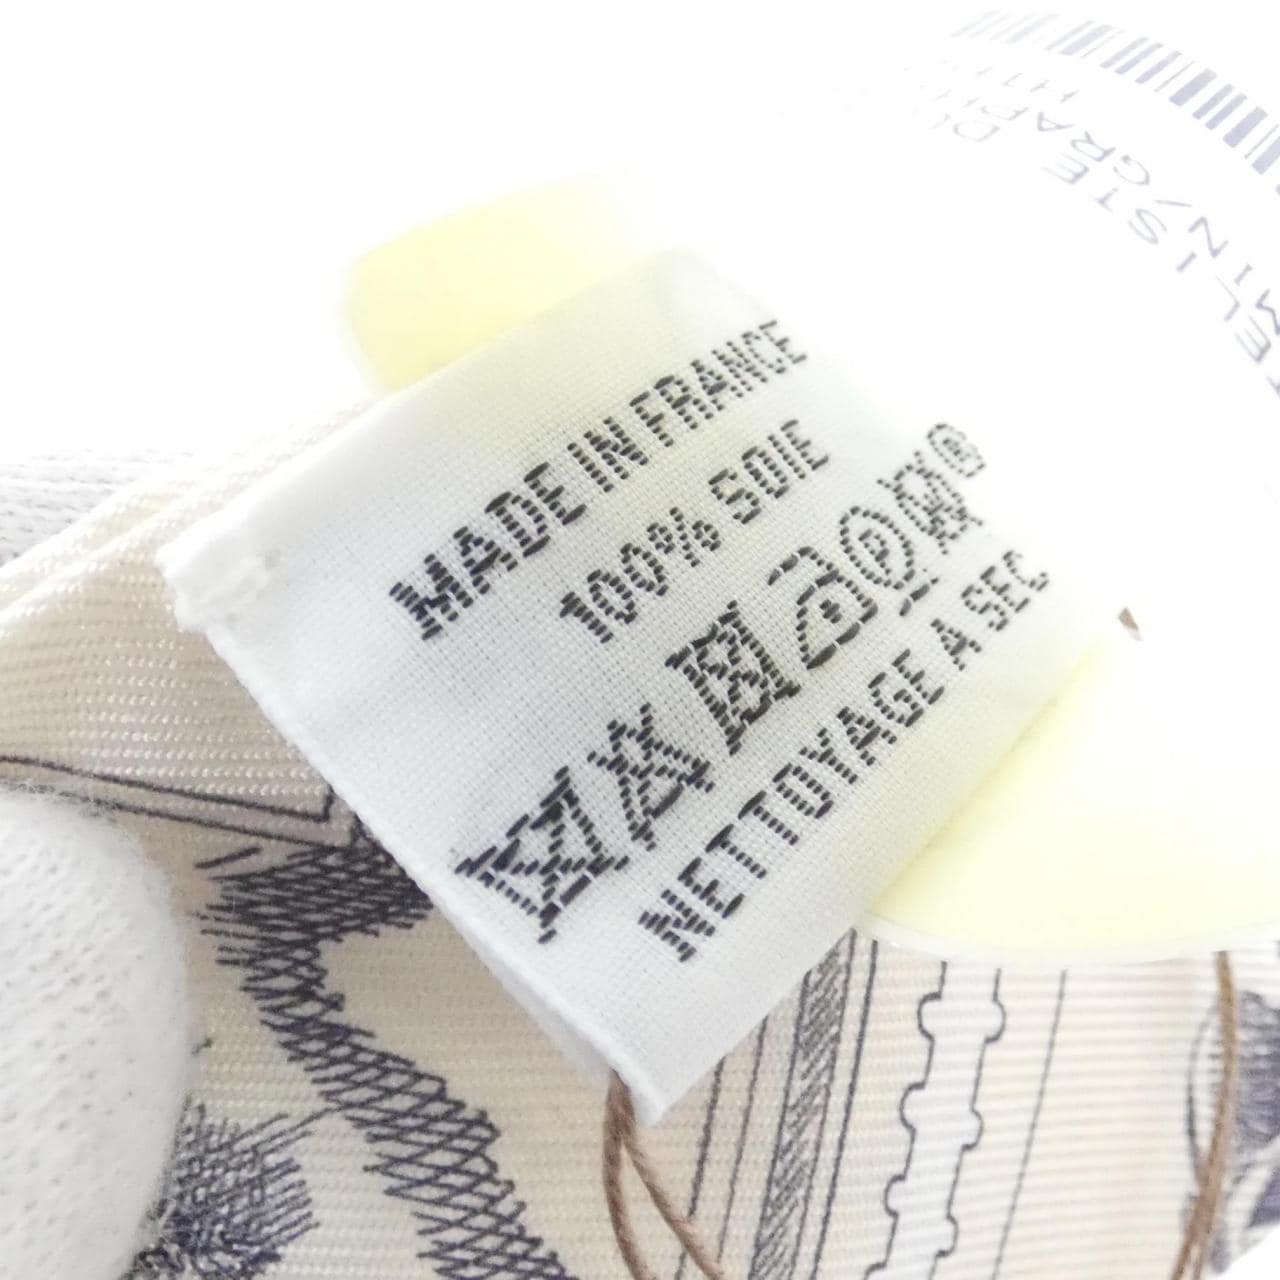 MADE IN FRANCE
100% SOIE
P
®
NETTOYAGE A SEC